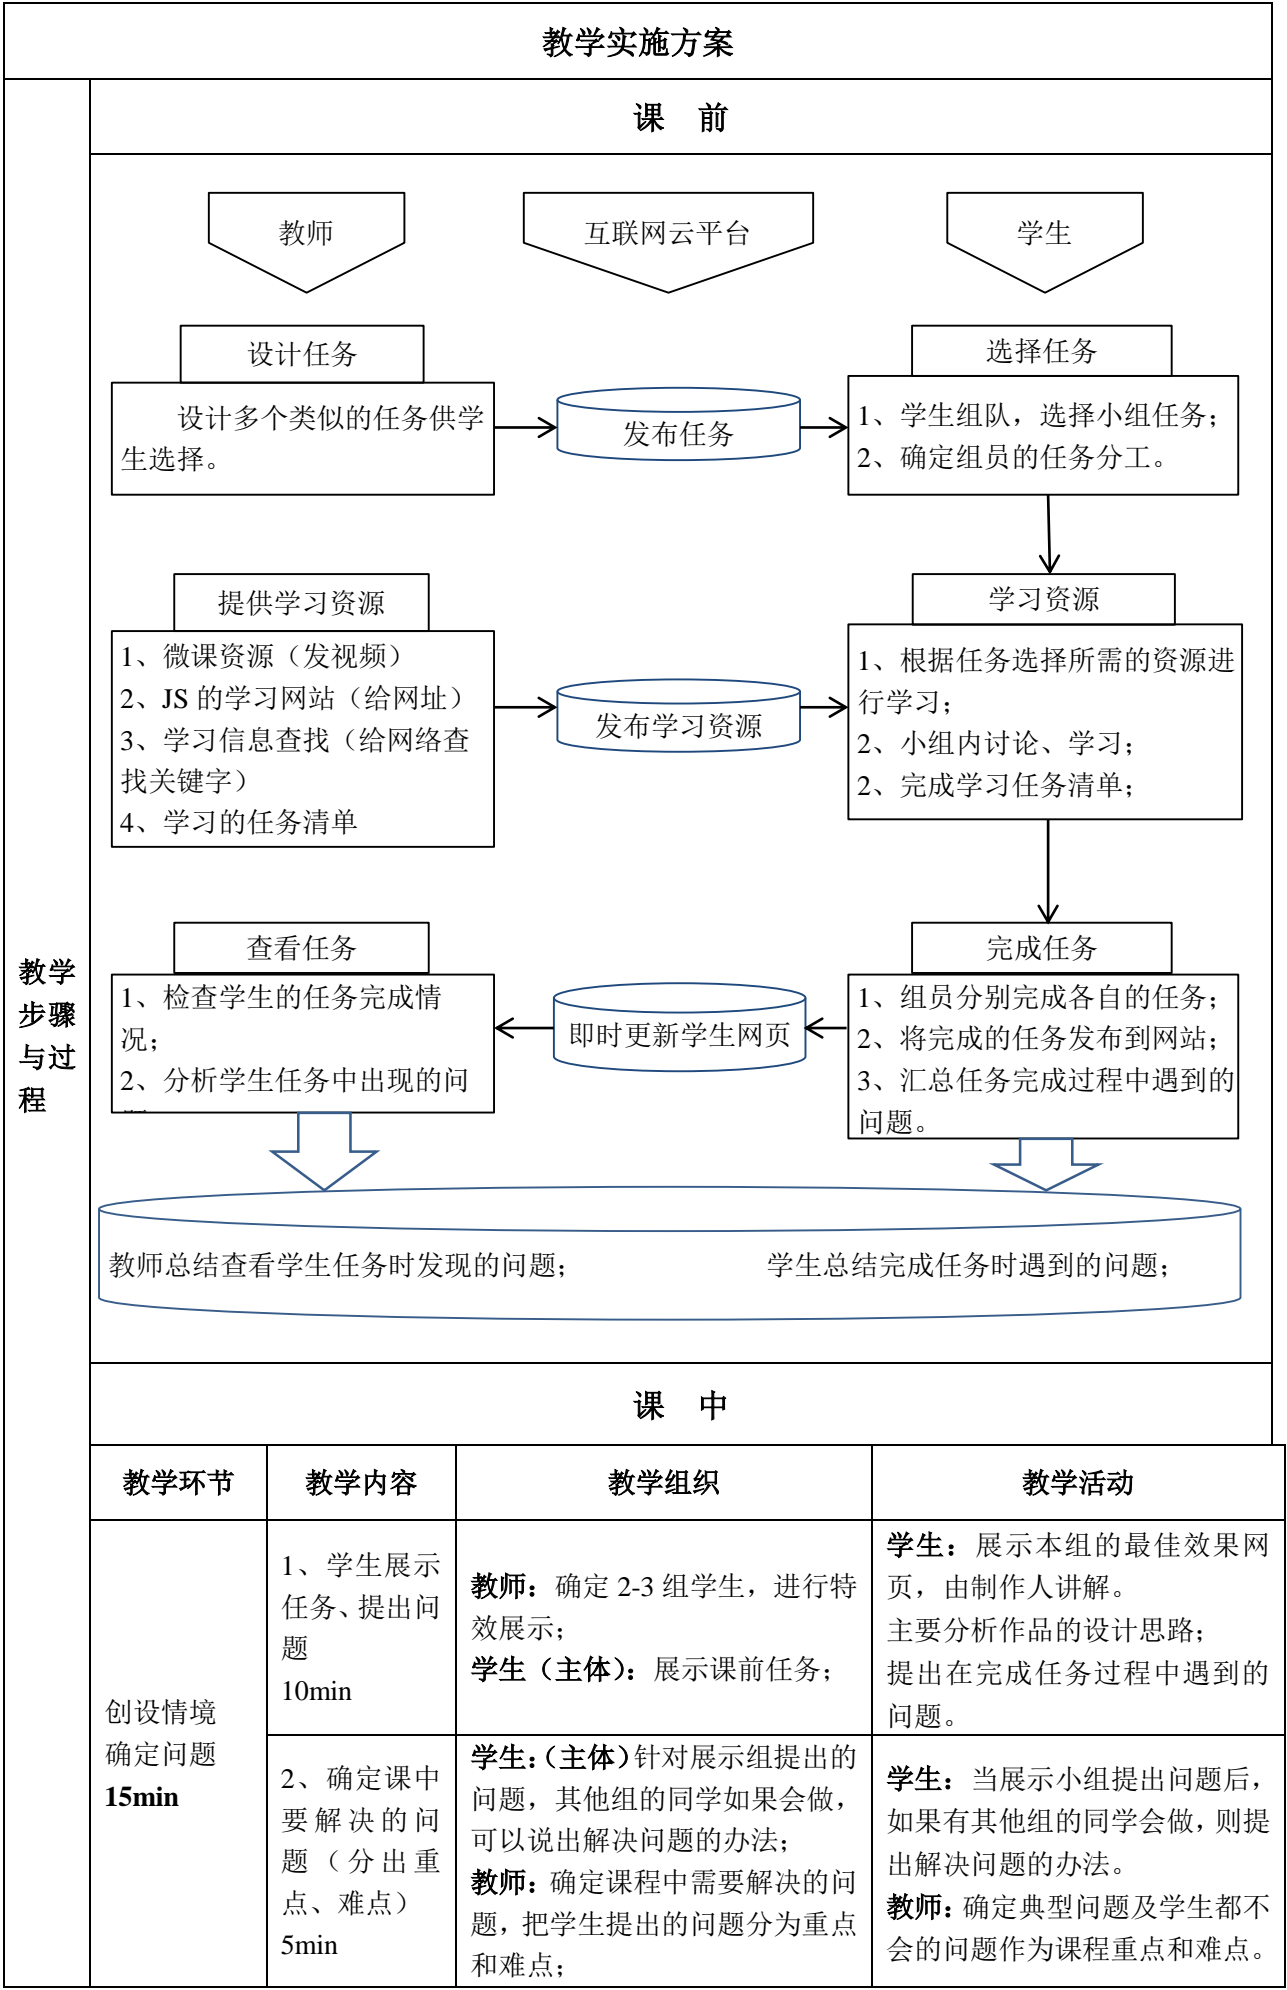 教学实施方案
课 前
教师
互联网云平台
学生
设计任务
选择任务
设计多个类似的任务供学
生选择。
发布任务
1、学生组队，选择小组任务；
2、确定组员的任务分工。
提供学习资源
学习资源
1、微课资源（发视频）
2、JS 的学习网站（给网址）
3、学习信息查找（给网络查
找关键字）
4、学习的任务清单
发布学习资源
1、根据任务选择所需的资源进
行学习；
2、小组内讨论、学习；
2、完成学习任务清单；
查看任务
完成任务
1、检查学生的任务完成情
况；
2、分析学生任务中出现的问
即时更新学生网页
1、组员分别完成各自的任务；
2、将完成的任务发布到网站；
3、汇总任务完成过程中遇到的
问题。
教师总结查看学生任务时发现的问题；
学生总结完成任务时遇到的问题；
教学
步骤
与过
程
课 中
教学环节
教学内容
教学组织
教学活动
创设情境
确定问题
15min
1、学生展示
任务、提出问
题
10min
教师：确定 2-3 组学生，进行特
效展示；
学生（主体）：展示课前任务；
学生：展示本组的最佳效果网
页，由制作人讲解。
主要分析作品的设计思路；
提出在完成任务过程中遇到的
问题。
2、确定课中
要解决的问
题（分出重
点、难点）
5min
学生：（主体）针对展示组提出的
问题，其他组的同学如果会做，
可以说出解决问题的办法；
教师：确定课程中需要解决的问
题，把学生提出的问题分为重点
和难点；
学生：当展示小组提出问题后，
如果有其他组的同学会做，则提
出解决问题的办法。
教师：确定典型问题及学生都不
会的问题作为课程重点和难点。